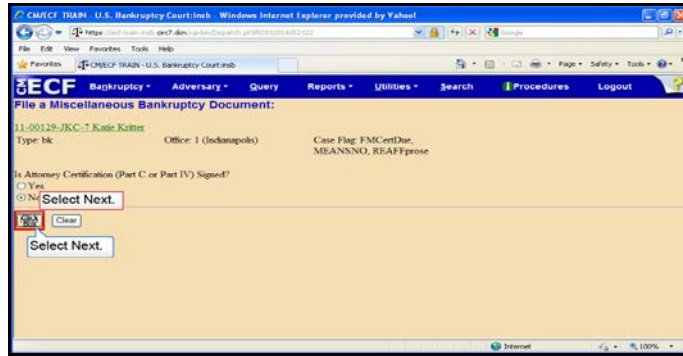 CM/ECF TRAIN - U.S. Bankruptcy Court:insb - Windows Internet Explorer provided by Yahoo!
Google
File Edit View Favorites Tools Help
Favorites CM/ECF TRAIN - U.S. Bankruptcy Court:insb Page Safety Tools
ECF Bankruptcy Adversary Query Reports Utilities Search Procedures Logout ?
File a Miscellaneous Bankruptcy Document:
11-00129-JKC-7 Katie Kritter
Type: bk Office: 1 (Indianapolis) Case Flag: FMCertDue,
MEANSNO, REAFFprose
Is Attorney Certification (Part C or Part IV) Signed?
Yes
No Select Next.
Clear
Select Next.
Internet 100%